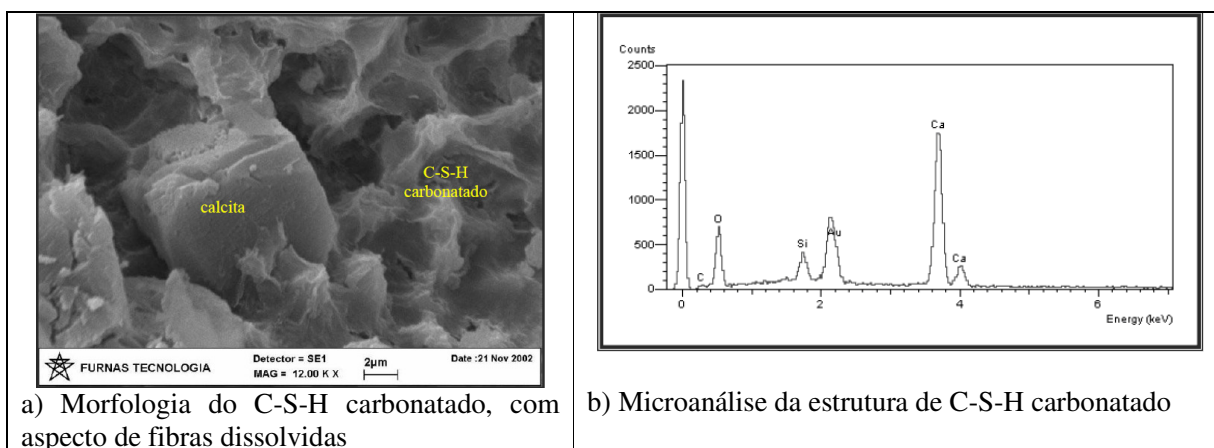 calcita
C-S-H
carbonatado
FURNAS TECNOLOGIA
Detector = SE1
MAG = 12.00 K X
2µm
Date :21 Nov 2002
a) Morfologia do C-S-H carbonatado, com
aspecto de fibras dissolvidas
Counts
2500
2000
1500
1000
500
0
C
O
Si
Au
Ca
Ca
0
2
4
6
Energy (keV)
b) Microanálise da estrutura de C-S-H carbonatado